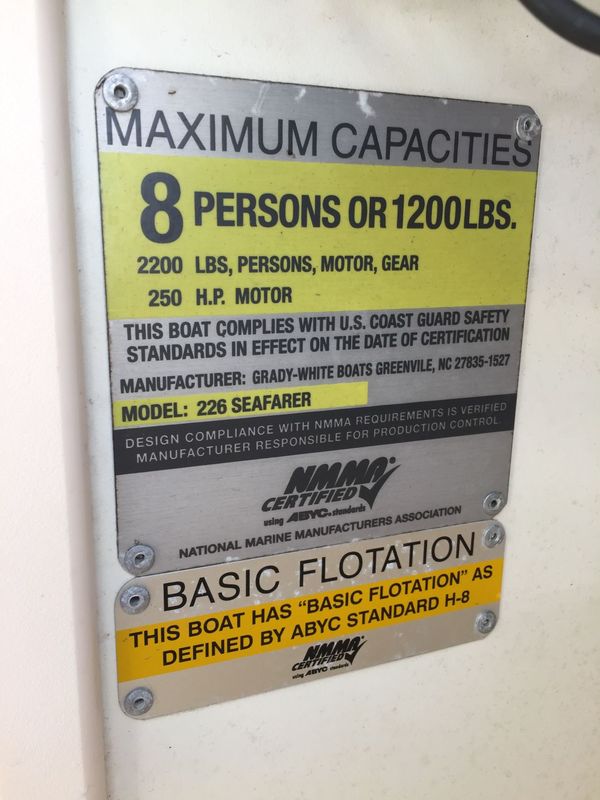 MAXIMUM CAPACITIES
8 PERSONS OR 1200 LBS.
2200 LBS, PERSONS, MOTOR, GEAR
250 H.P. MOTOR
THIS BOAT COMPLIES WITH U.S. COAST GUARD SAFETY
STANDARDS IN EFFECT ON THE DATE OF CERTIFICATION
MANUFACTURER: GRADY-WHITE BOATS GREENVILE, NC 27835-1527
MODEL: 226 SEAFARER
DESIGN COMPLIANCE WITH NMMA REQUIREMENTS IS VERIFIED
MANUFACTURER RESPONSIBLE FOR PRODUCTION CONTROL.
NMMA®
CERTIFIED
using ABYC® standards
NATIONAL MARINE MANUFACTURERS ASSOCIATION
BASIC FLOTATION
THIS BOAT HAS "BASIC FLOTATION" AS
DEFINED BY ABYC STANDARD H-8
NMMA®
CERTIFIED
using ABYC standards